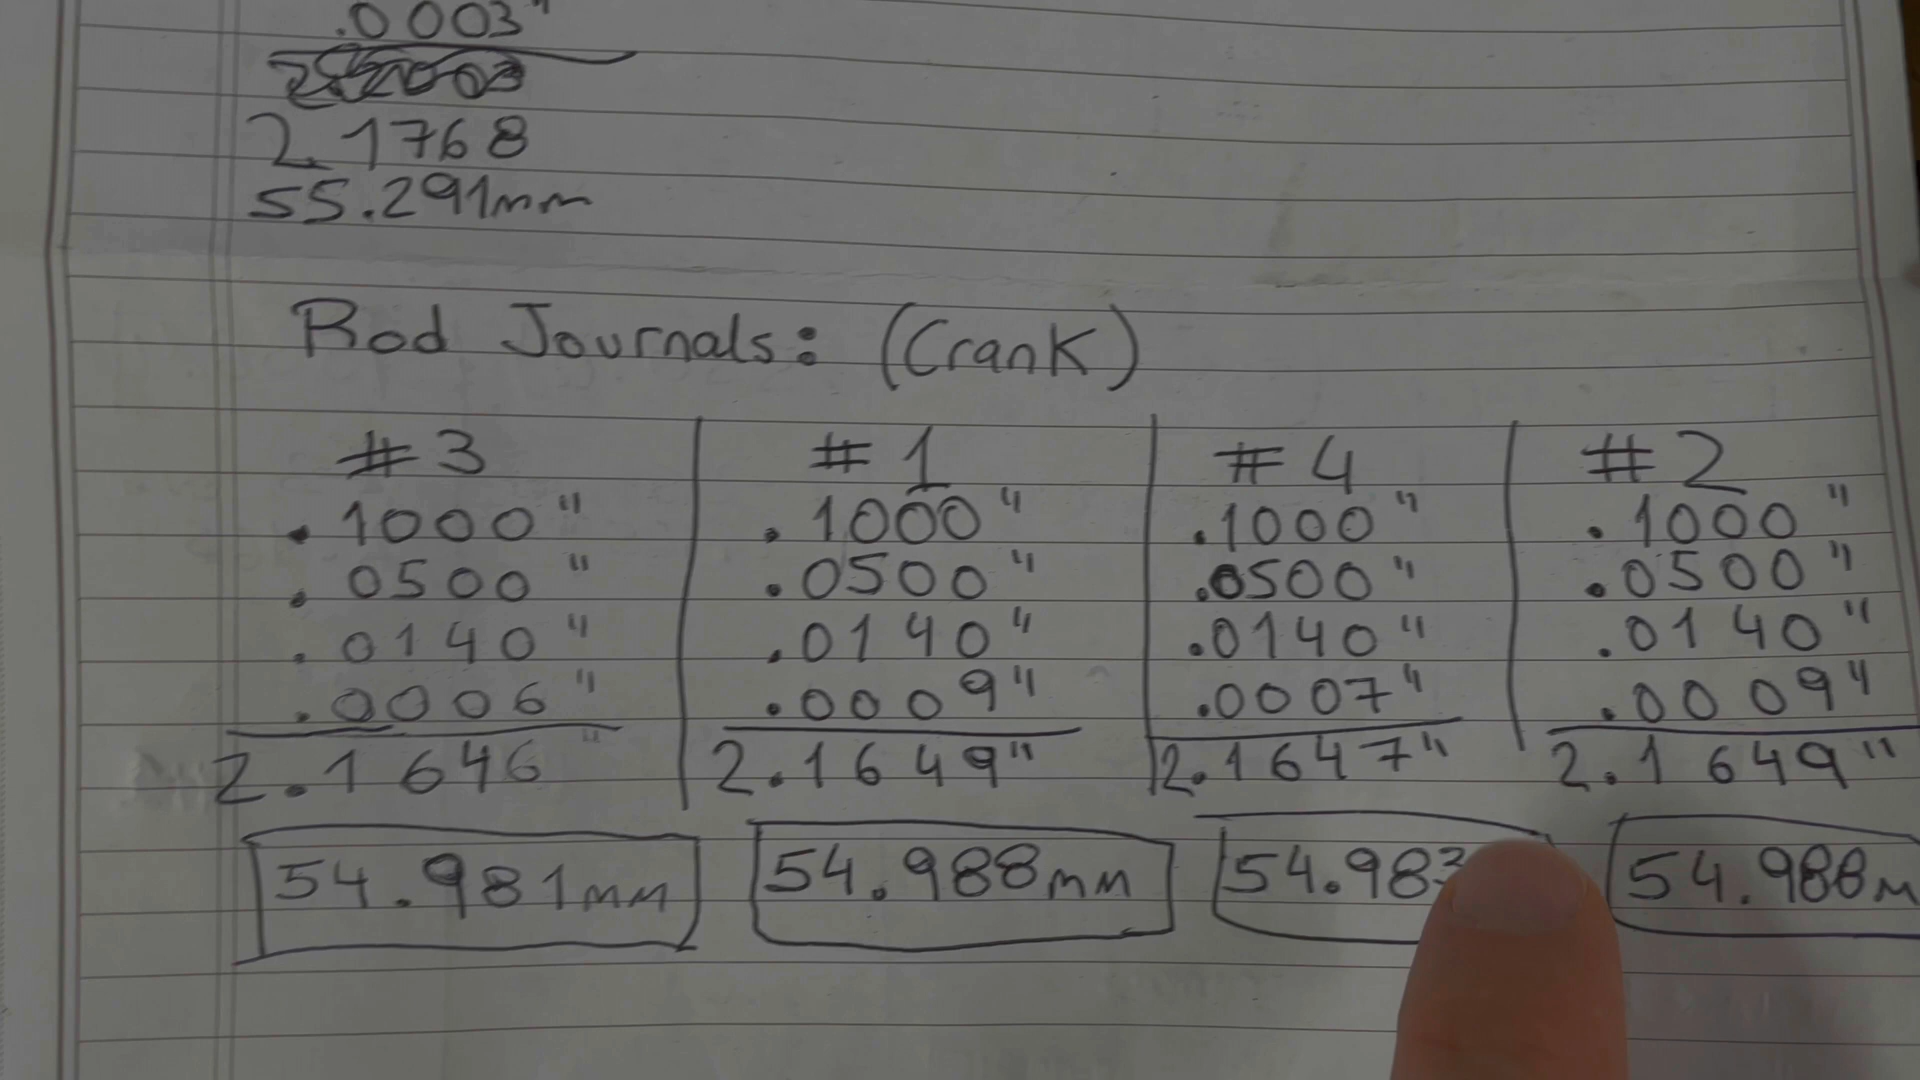 .0003"
2.1768
55.291mm
Rod Journals: (Crank)
#3 #1 #4 #2
.1000" .1000" .1000" .1000"
.0500" .0500" .0500" .0500"
.0140" .0140" .0140" .0140"
.0006" .0009" .0007" .0009"
2.1646" 2.1649" 2.1647" 2.1649"
54.981mm 54.988mm 54.983 54.988m